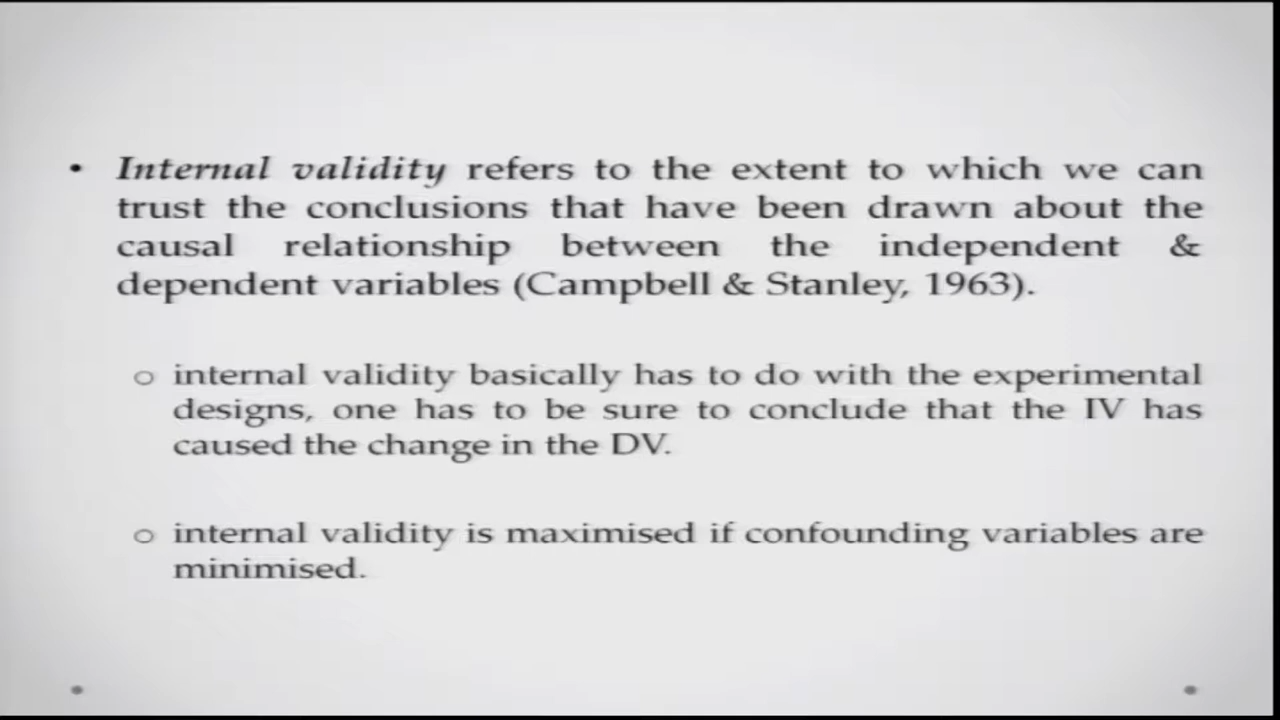 • Internal validity refers to the extent to which we can
trust the conclusions that have been drawn about the
causal relationship between the independent &
dependent variables (Campbell & Stanley, 1963).
o internal validity basically has to do with the experimental
designs, one has to be sure to conclude that the IV has
caused the change in the DV.
o internal validity is maximised if confounding variables are
minimised.